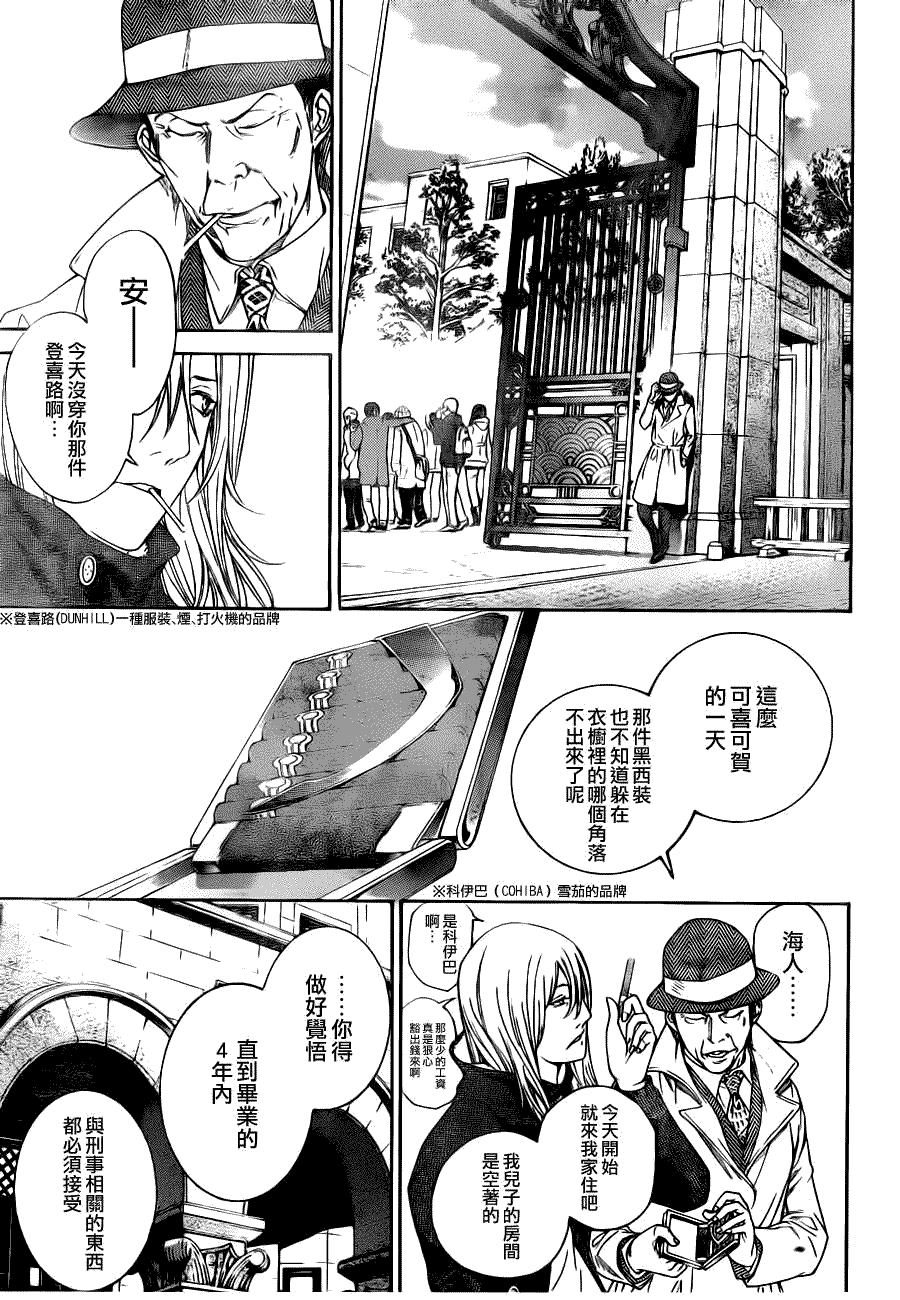 安——
今天沒穿你那件
登喜路啊…
※登喜路(DUNHILL)一種服裝、煙、打火機的品牌
這麼
可喜可賀
的一天
那件黑西裝
也不知道躲在
衣櫥裡的哪個角落
不出來了呢
※科伊巴（COHIBA）雪茄的品牌
海人……
是科伊巴
啊…
那麼少的工資
真是狠心
豁出錢來啊
今天開始
就來我家住吧
我兒子的房間
是空著的
……你得
做好覺悟
直到畢業的
4年內
與刑事相關的東西
都必須接受